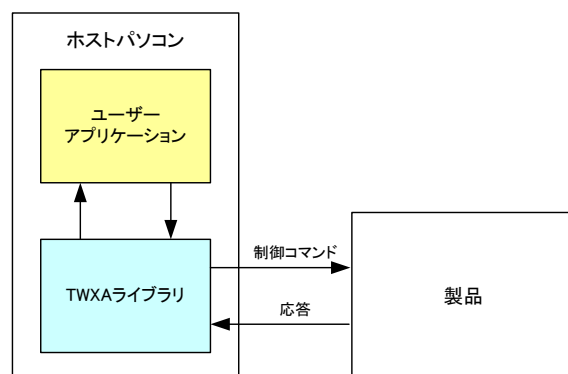 ホストパソコン
ユーザー
アプリケーション
制御コマンド
TWXAライブラリ
応答
製品